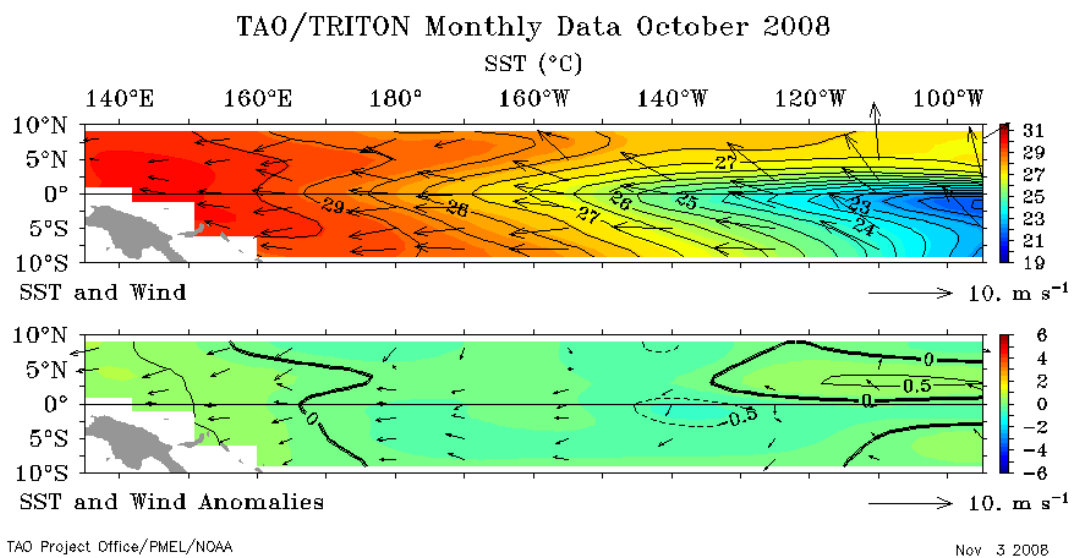 TAO/TRITON Monthly Data October 2008
SST (°C)
140°E 160°E 180° 160°W 140°W 120°W 100°W
10°N
5°N
0°
5°S
10°S
27
29
28
27
26
25
23
24
31
29
27
25
23
21
19
SST and Wind
10. m s⁻¹
10°N
5°N
0°
5°S
10°S
0
0.5
0
0
-0.5
6
4
2
0
-2
-4
-6
SST and Wind Anomalies
10. m s⁻¹
TAO Project Office/PMEL/NOAA
Nov 3 2008